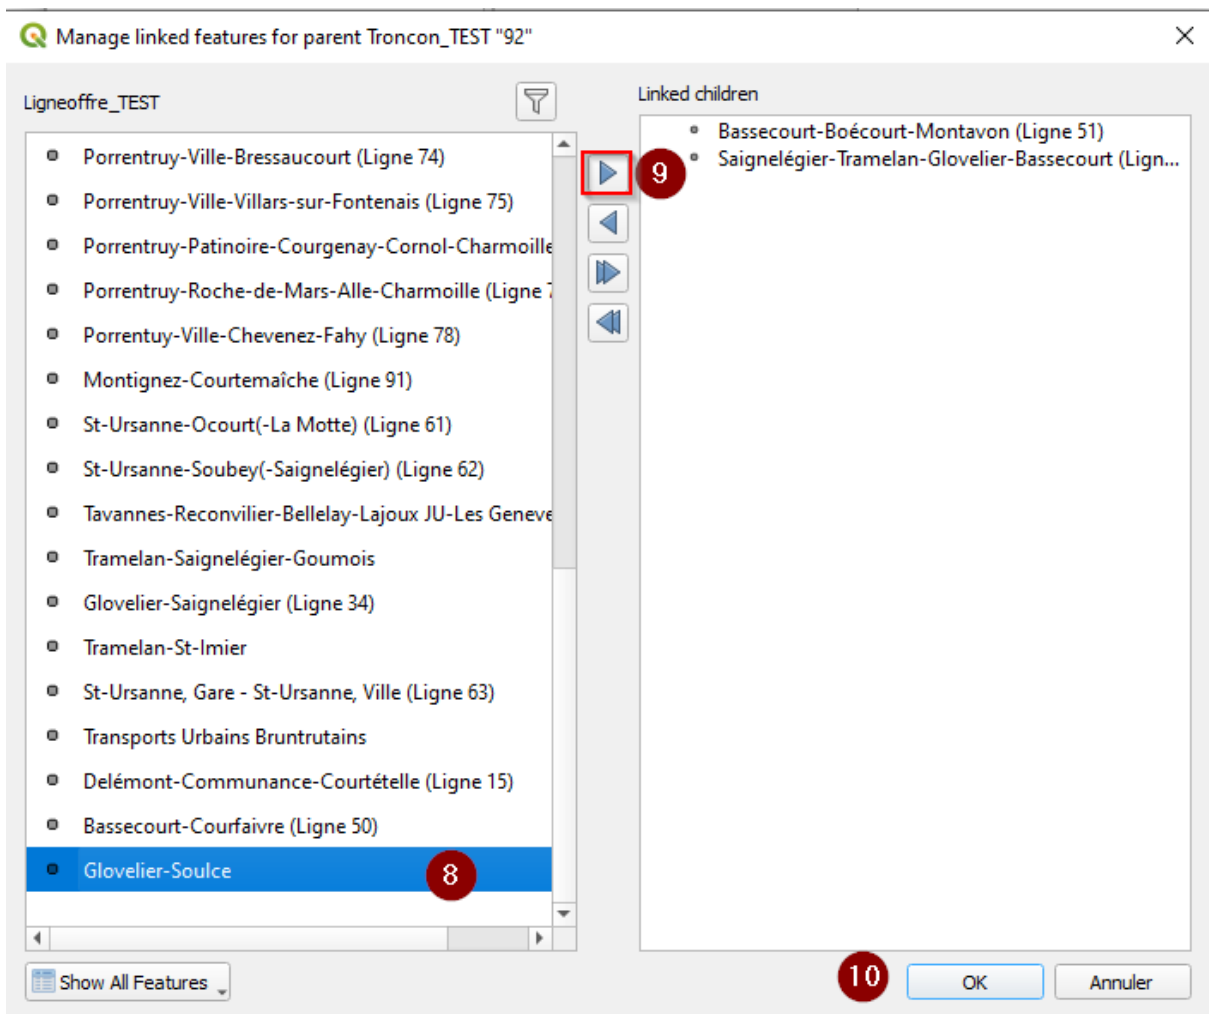 Manage linked features for parent Troncon_TEST "92"
Ligneoffre_TEST
Porrentruy-Ville-Bressaucourt (Ligne 74)
Porrentruy-Ville-Villars-sur-Fontenais (Ligne 75)
Porrentruy-Patinoire-Courgenay-Cornol-Charmoille
Porrentruy-Roche-de-Mars-Alle-Charmoille (Ligne
Porrentuy-Ville-Chevenez-Fahy (Ligne 78)
Montignez-Courtemaîche (Ligne 91)
St-Ursanne-Ocourt(-La Motte) (Ligne 61)
St-Ursanne-Soubey(-Saignelégier) (Ligne 62)
Tavannes-Reconvilier-Bellelay-Lajoux JU-Les Geneve
Tramelan-Saignelégier-Goumois
Glovelier-Saignelégier (Ligne 34)
Tramelan-St-Imier
St-Ursanne, Gare - St-Ursanne, Ville (Ligne 63)
Transports Urbains Bruntrutains
Delémont-Communance-Courtételle (Ligne 15)
Bassecourt-Courfaivre (Ligne 50)
Glovelier-Soulce
8
Show All Features
9
Linked children
Bassecourt-Boécourt-Montavon (Ligne 51)
Saignelégier-Tramelan-Glovelier-Bassecourt (Lign...
10
OK
Annuler